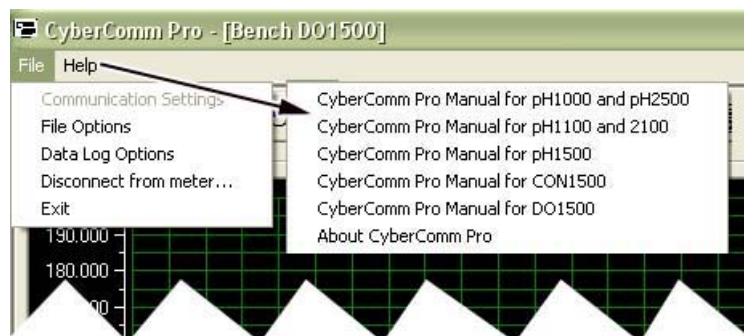 CyberComm Pro - [Bench DO1500]
File Help
Communication Settings
File Options
Data Log Options
Disconnect from meter...
Exit
CyberComm Pro Manual for pH1000 and pH2500
CyberComm Pro Manual for pH1100 and 2100
CyberComm Pro Manual for pH1500
CyberComm Pro Manual for CON1500
CyberComm Pro Manual for DO1500
About CyberComm Pro
190.000
180.000